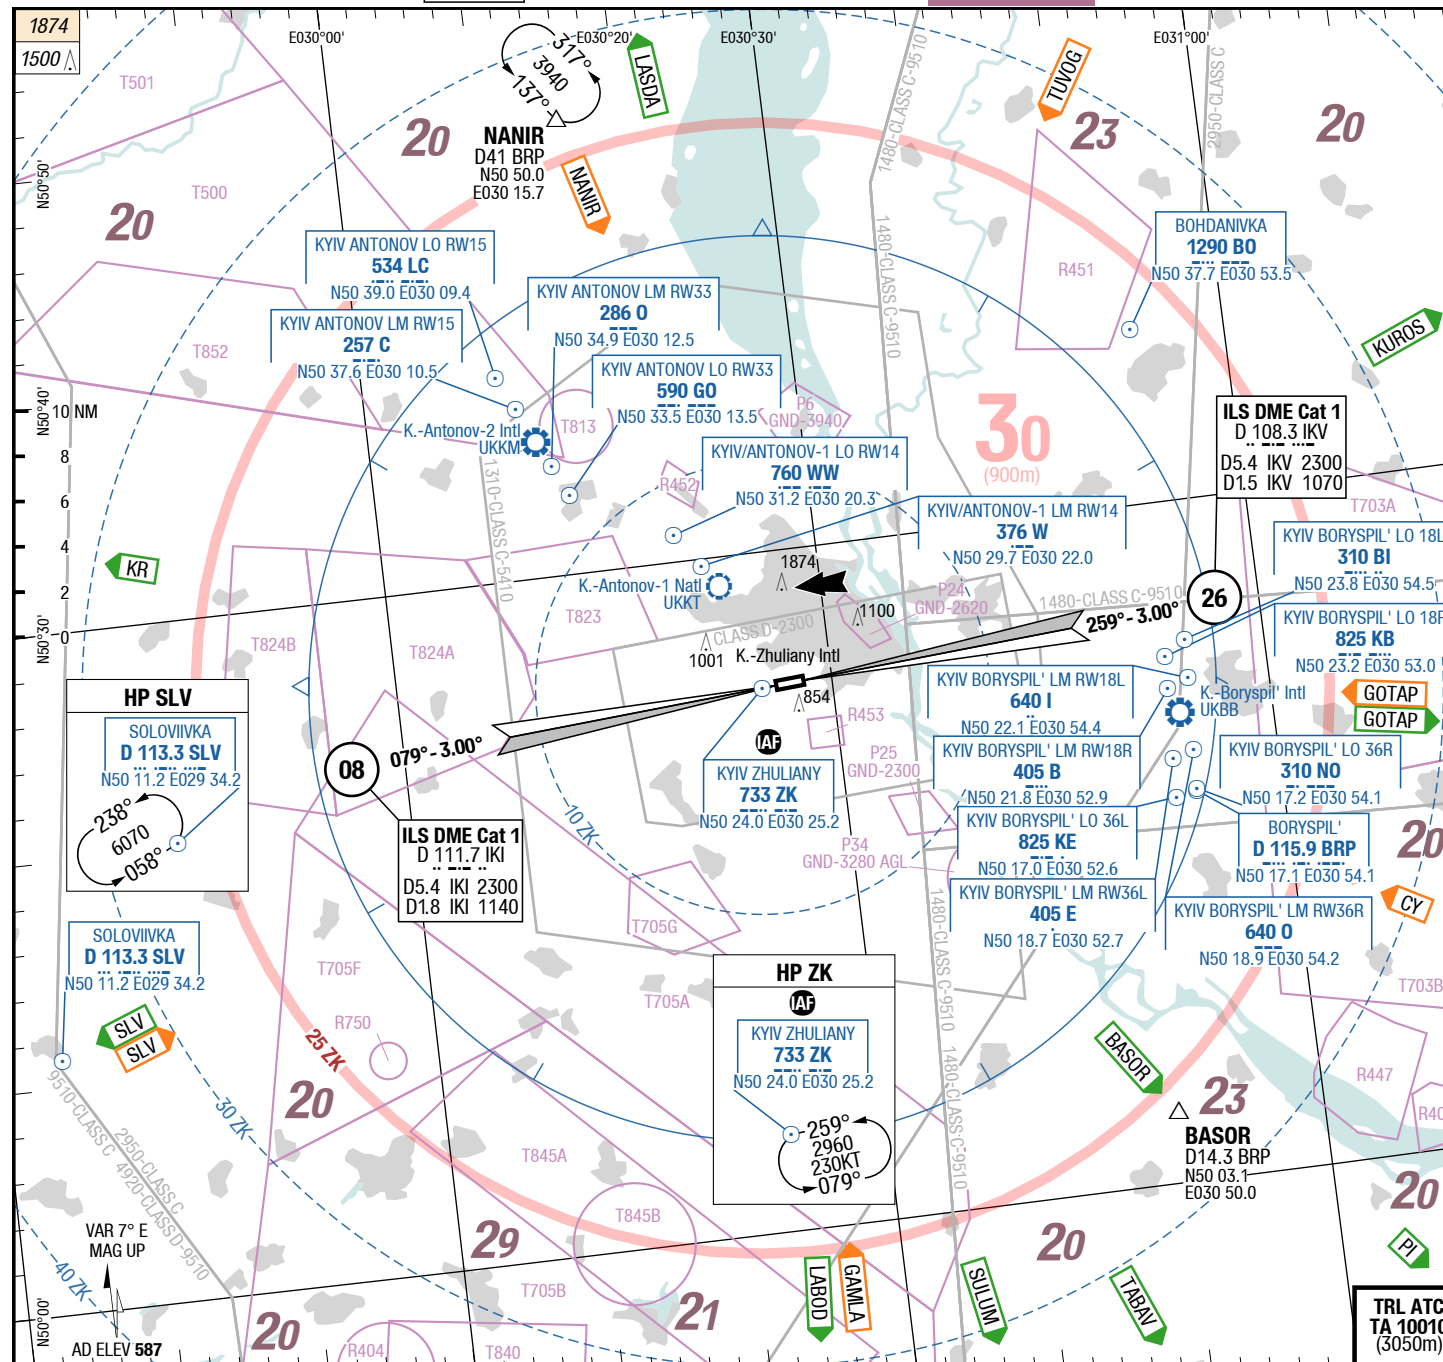 1874
1500
E030°00'
E030°20'
E030°30'
E031°00'
T501
317°
3940
137°
LASDA
TUVOG
1480-CLASS C-9510
2950-CLASS C
20
23
20
NANIR
D41 BRP
N50 50.0
E030 15.7
NANIR
N50°50'
T500
20
KYIV ANTONOV LO RW15
534 LC
N50 39.0 E030 09.4
1480-CLASS C-9510
R451
BOHDANIVKA
1290 BO
N50 37.7 E030 53.5
KYIV ANTONOV LM RW33
286 O
N50 34.9 E030 12.5
KYIV ANTONOV LM RW15
257 C
N50 37.6 E030 10.5
T852
KUROS
KYIV ANTONOV LO RW33
590 GO
N50 33.5 E030 13.5
P6
GND-3940
N50°40'
10 NM
8
6
4
2
0
K.-Antonov-2 Intl
UKKM
T813
30
(900m)
ILS DME Cat 1
D 108.3 IKV
D5.4 IKV 2300
D1.5 IKV 1070
KYIV/ANTONOV-1 LO RW14
760 WW
N50 31.2 E030 20.3
R452
1310-CLASS C-5410
T703A
KYIV/ANTONOV-1 LM RW14
376 W
N50 29.7 E030 22.0
KYIV BORYSPIL' LO 18L
310 BI
N50 23.8 E030 54.5
KR
1874
K.-Antonov-1 Natl
UKKT
P24
GND-2620
1480-CLASS C-9510
26
1100
T823
CLASS D-2300
259°-3.00°
KYIV BORYSPIL' LO 18R
825 KB
N50 23.2 E030 53.0
N50°30'
T824B
T824A
1001
K.-Zhuliany Intl
854
KYIV BORYSPIL' LM RW18L
640 I
N50 22.1 E030 54.4
K.-Boryspil' Intl
UKBB
GOTAP
GOTAP
HP SLV
SOLOVIIVKA
D 113.3 SLV
N50 11.2 E029 34.2
238°
6070
058°
R453
IAF
079°-3.00°
08
P25
GND-2300
KYIV BORYSPIL' LM RW18R
405 B
N50 21.8 E030 52.9
KYIV BORYSPIL' LO 36R
310 NO
N50 17.2 E030 54.1
KYIV ZHULIANY
733 ZK
N50 24.0 E030 25.2
10 ZK
ILS DME Cat 1
D 111.7 IKI
D5.4 IKI 2300
D1.8 IKI 1140
P34
GND-3280 AGL
KYIV BORYSPIL' LO 36L
825 KE
N50 17.0 E030 52.6
BORYSPIL'
D 115.9 BRP
N50 17.1 E030 54.1
20
KYIV BORYSPIL' LM RW36L
405 E
N50 18.7 E030 52.7
KYIV BORYSPIL' LM RW36R
640 O
N50 18.9 E030 54.2
CY
SOLOVIIVKA
D 113.3 SLV
N50 11.2 E029 34.2
T705G
T705F
T705A
HP ZK
IAF
KYIV ZHULIANY
733 ZK
N50 24.0 E030 25.2
259°
2960
230KT
079°
1480-CLASS C-9510
1480-CLASS C-9510
T703B
SLV
SLV
R750
25 ZK
BASOR
R447
20
30 ZK
9510-CLASS C
2950-CLASS C
4920-CLASS D-9510
23
BASOR
D14.3 BRP
N50 03.1
E030 50.0
T845A
20
T845B
29
20
VAR 7° E
MAG UP
40 ZK
PI
LABOD
GAMLA
SULUM
TABAV
T705B
21
20
N50°00'
AD ELEV 587
R404
T840
TRL ATC
TA 10010
(3050m)